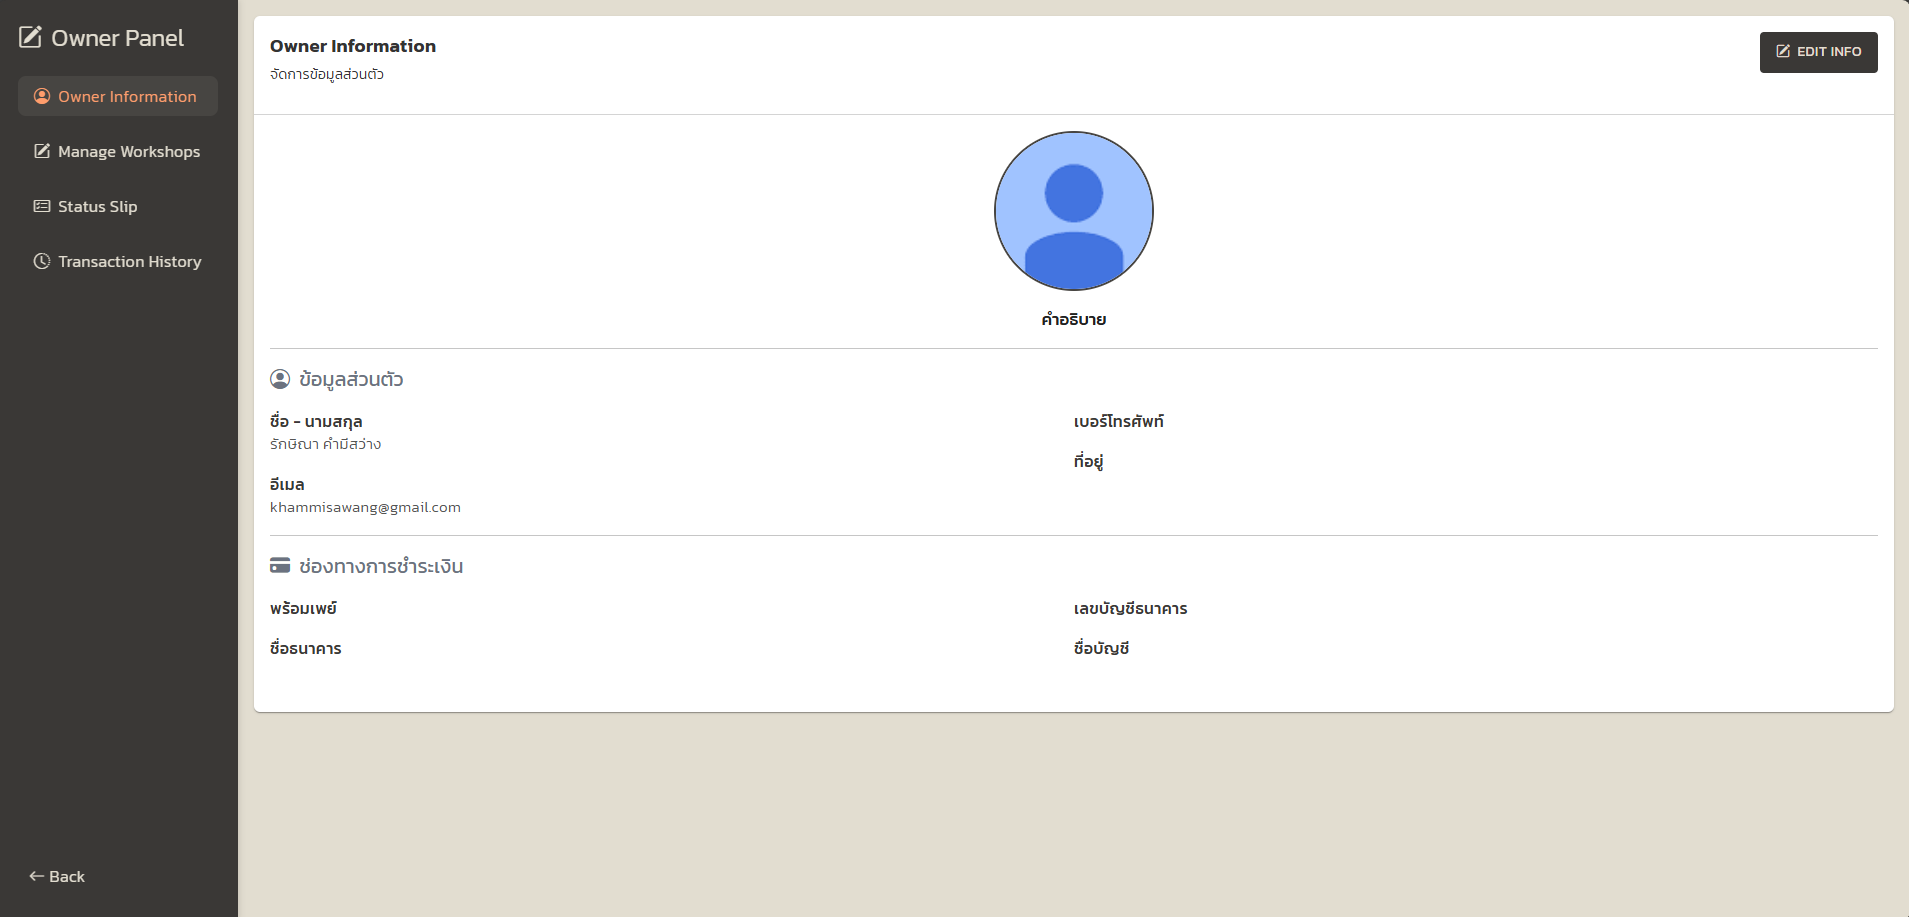 Owner Panel
Owner Information
Manage Workshops
Status Slip
Transaction History
Back
Owner Information
จัดการข้อมูลส่วนตัว
EDIT INFO
คำอธิบาย
ข้อมูลส่วนตัว
ชื่อ - นามสกุล
รักษิณา คำมีสว่าง
อีเมล
khammisawang@gmail.com
เบอร์โทรศัพท์
ที่อยู่
ช่องทางการชำระเงิน
พร้อมเพย์
ชื่อธนาคาร
เลขบัญชีธนาคาร
ชื่อบัญชี